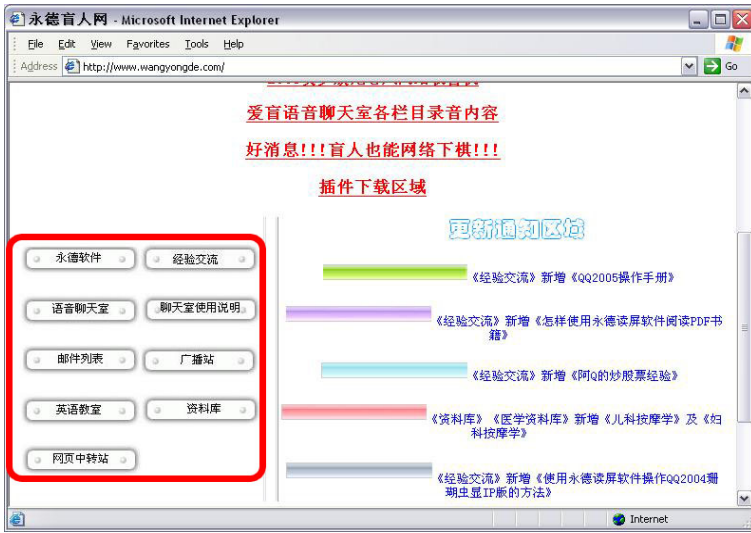 永德盲人网 - Microsoft Internet Explorer
File Edit View Favorites Tools Help
Address http://www.wangyongde.com/ Go
爱盲语音聊天室各栏目录音内容
好消息!!!盲人也能网络下棋!!!
插件下载区域
更新通知区域
永德软件 经验交流
语音聊天室 聊天室使用说明
邮件列表 广播站
英语教室 资料库
网页中转站
《经验交流》新增《QQ2005操作手册》
《经验交流》新增《怎样使用永德读屏软件阅读PDF书
籍》
《经验交流》新增《阿Q的炒股票经验》
《资料库》《医学资料库》新增《儿科按摩学》及《妇
科按摩学》
《经验交流》新增《使用永德读屏软件操作QQ2004珊
瑚虫显IP版的方法》
Internet